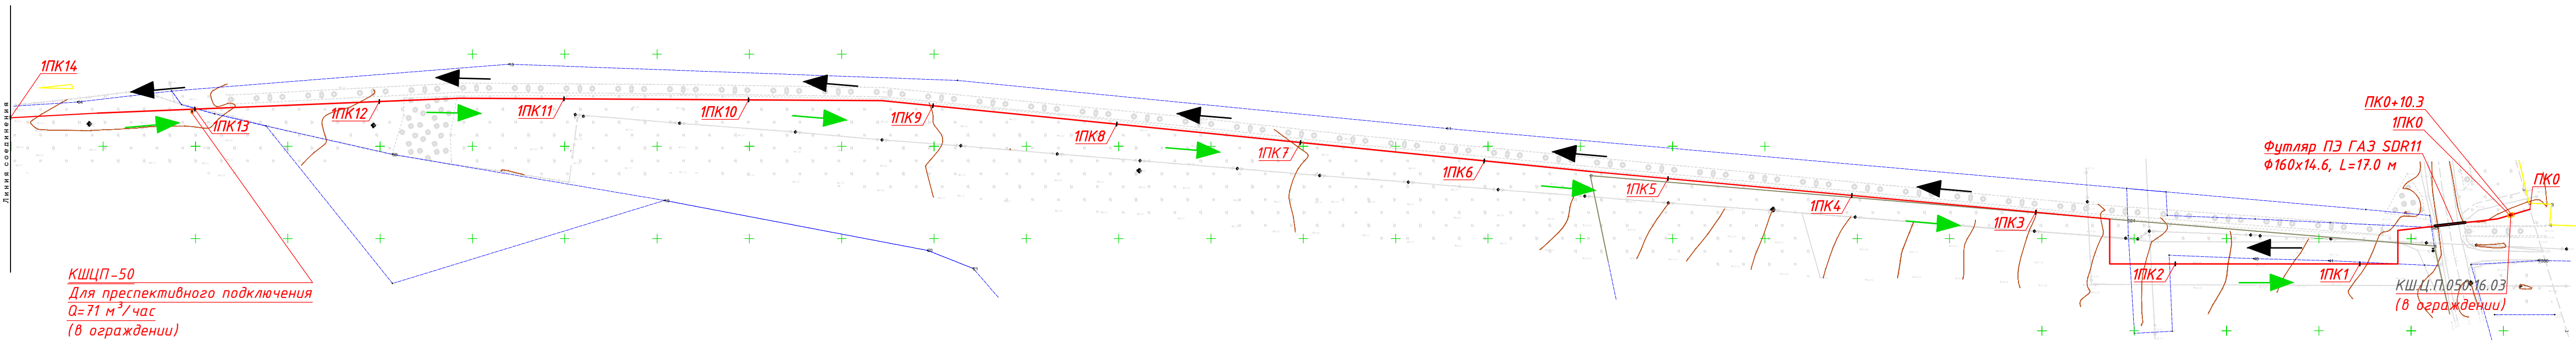 Линия соединения
1ПК14
1ПК13
1ПК12
1ПК11
1ПК10
1ПК9
1ПК8
1ПК7
1ПК6
1ПК5
1ПК4
1ПК3
1ПК2
1ПК1
ПК0+10.3
1ПК0
Футляр ПЭ ГАЗ SDR11
Ф160х14.6, L=17.0 м
ПК0
КШ.Ц.П.050.16.03
(в ограждении)
КШЦП-50
Для преспективного подключения
Q=71 м³/час
(в ограждении)